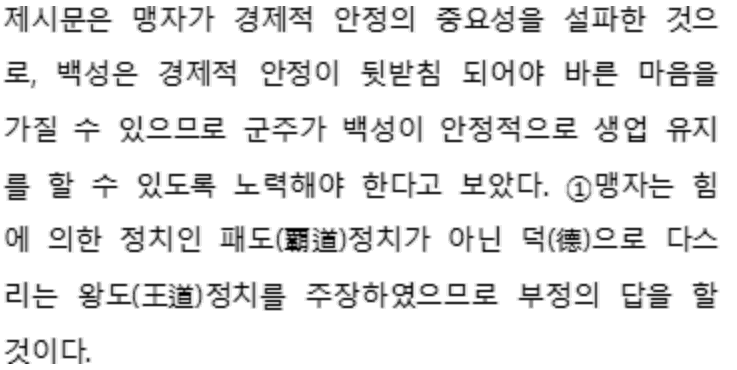 제시문은 맹자가 경제적 안정의 중요성을 설파한 것으
로, 백성은 경제적 안정이 뒷받침 되어야 바른 마음을
가질 수 있으므로 군주가 백성이 안정적으로 생업 유지
를 할 수 있도록 노력해야 한다고 보았다. ①맹자는 힘
에 의한 정치인 패도(覇道)정치가 아닌 덕(德)으로 다스
리는 왕도(王道)정치를 주장하였으므로 부정의 답을 할
것이다.